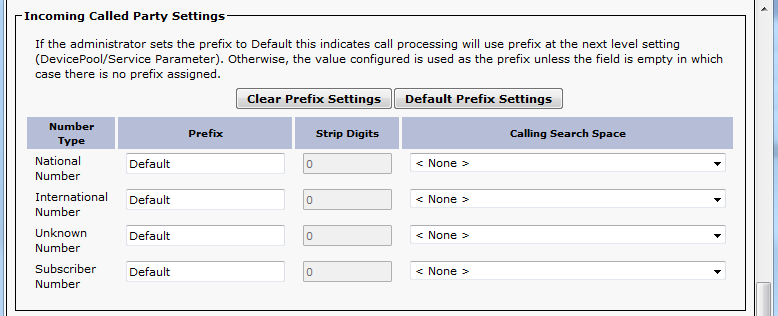 Incoming Called Party Settings
If the administrator sets the prefix to Default this indicates call processing will use prefix at the next level setting
(DevicePool/Service Parameter). Otherwise, the value configured is used as the prefix unless the field is empty in which
case there is no prefix assigned.
Clear Prefix Settings Default Prefix Settings
Number Type Prefix Strip Digits Calling Search Space
National Number Default 0 < None >
International Number Default 0 < None >
Unknown Number Default 0 < None >
Subscriber Number Default 0 < None >